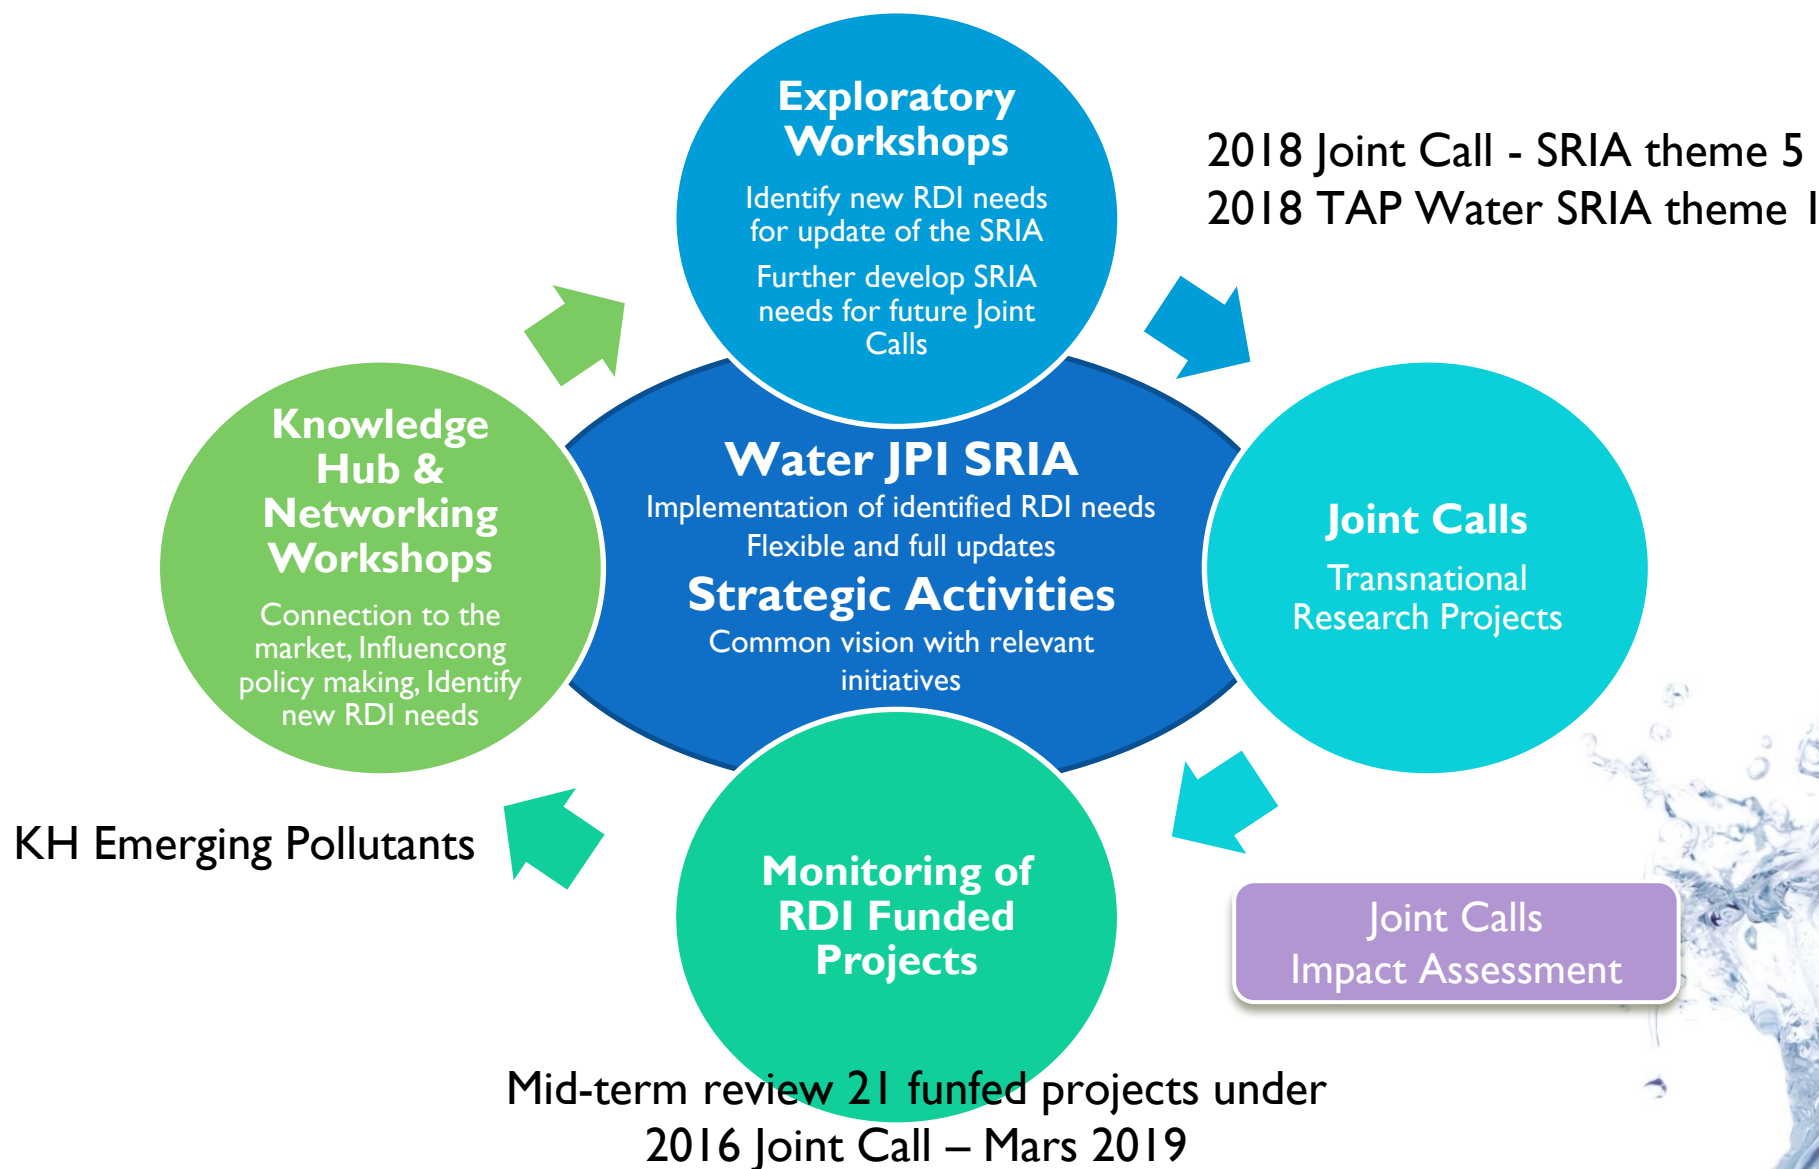 Exploratory
Workshops
Identify new RDI needs
for update of the SRIA
Further develop SRIA
needs for future Joint
Calls
2018 Joint Call - SRIA theme 5
2018 TAP Water SRIA theme 1
Knowledge
Hub &
Networking
Workshops
Connection to the
market, Influencong
policy making, Identify
new RDI needs
Water JPI SRIA
Implementation of identified RDI needs
Flexible and full updates
Strategic Activities
Common vision with relevant
initiatives
Joint Calls
Transnational
Research Projects
KH Emerging Pollutants
Monitoring of
RDI Funded
Projects
Joint Calls
Impact Assessment
Mid-term review 21 funfed projects under
2016 Joint Call – Mars 2019